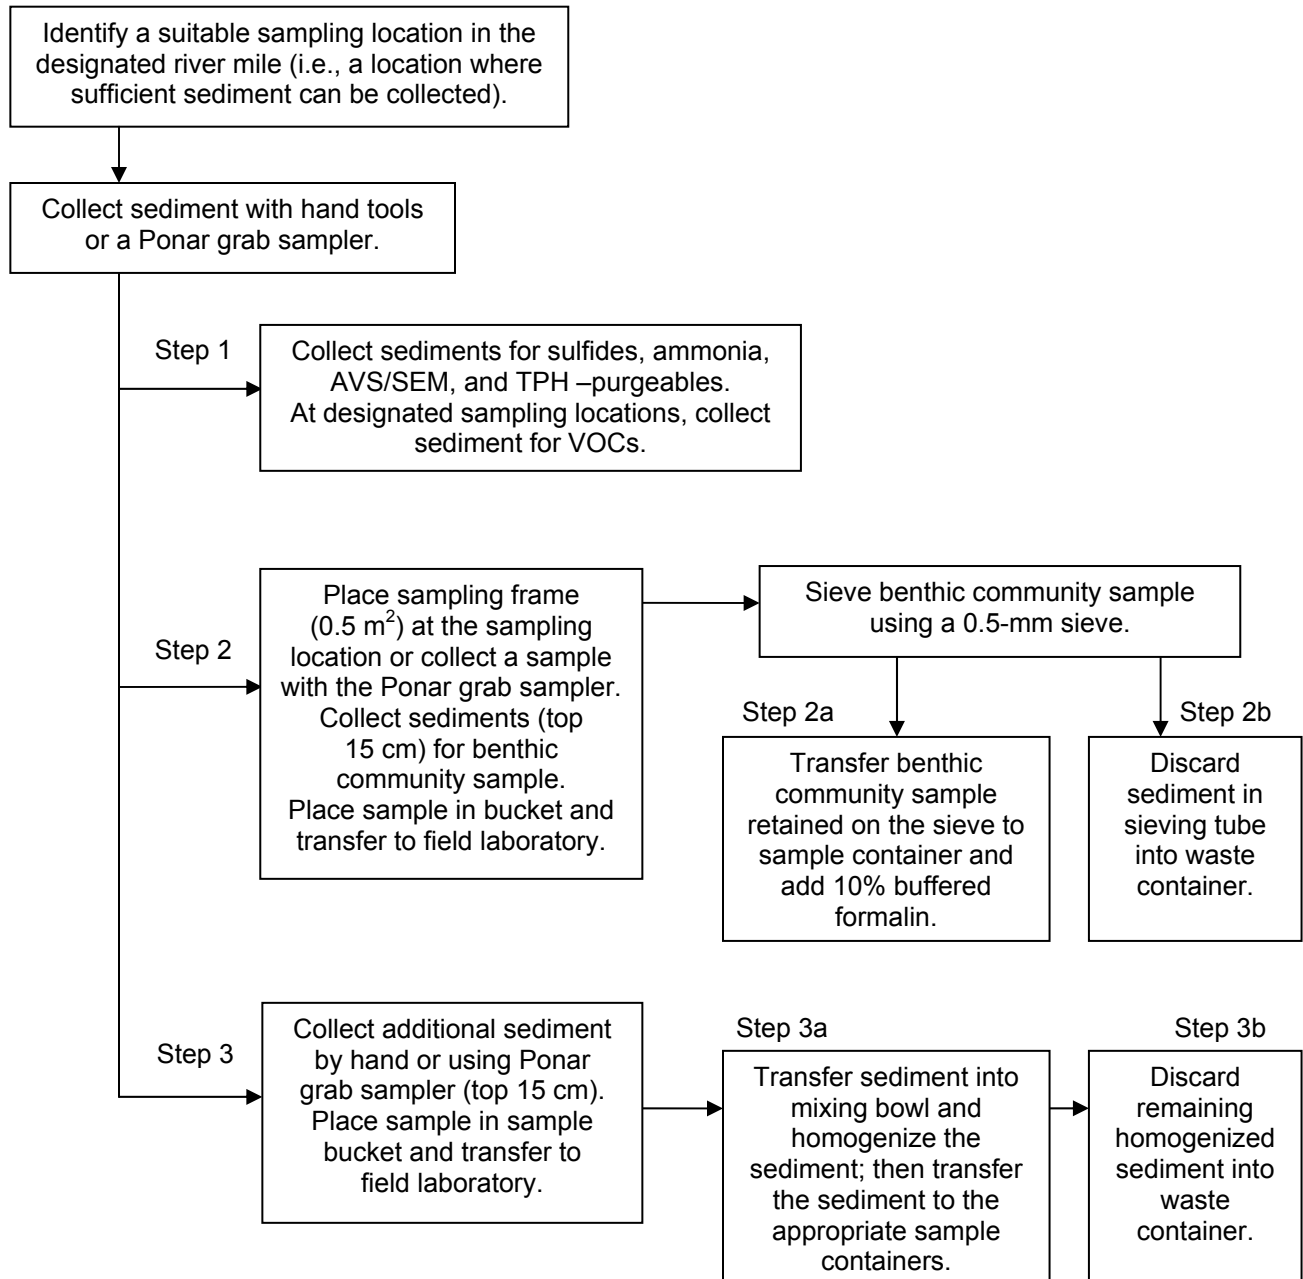 Identify a suitable sampling location in the
designated river mile (i.e., a location where
sufficient sediment can be collected).
Collect sediment with hand tools
or a Ponar grab sampler.
Step 1
Collect sediments for sulfides, ammonia,
AVS/SEM, and TPH –purgeables.
At designated sampling locations, collect
sediment for VOCs.
Step 2
Place sampling frame
(0.5 m²) at the sampling
location or collect a sample
with the Ponar grab sampler.
Collect sediments (top
15 cm) for benthic
community sample.
Place sample in bucket and
transfer to field laboratory.
Sieve benthic community sample
using a 0.5-mm sieve.
Step 2a
Transfer benthic
community sample
retained on the sieve to
sample container and
add 10% buffered
formalin.
Step 2b
Discard
sediment in
sieving tube
into waste
container.
Step 3
Collect additional sediment
by hand or using Ponar
grab sampler (top 15 cm).
Place sample in sample
bucket and transfer to
field laboratory.
Step 3a
Transfer sediment into
mixing bowl and
homogenize the
sediment; then transfer
the sediment to the
appropriate sample
containers.
Step 3b
Discard
remaining
homogenized
sediment into
waste
container.